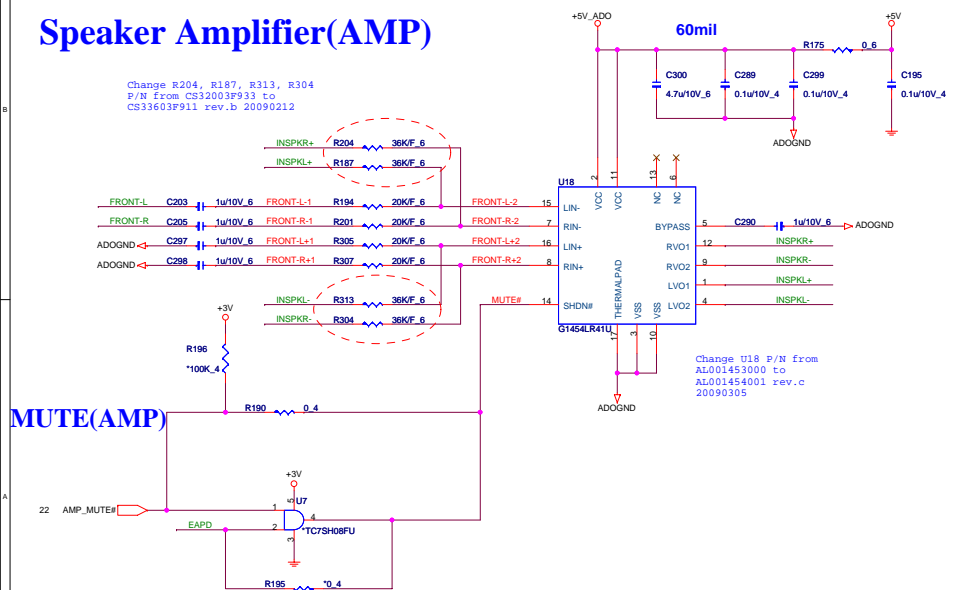 Speaker Amplifier(AMP)
+5V_ADO
60mil
+5V
R175
0_6
C300
4.7u/10V_6
C289
0.1u/10V_4
C299
0.1u/10V_4
C195
0.1u/10V_4
ADOGND
Change R204, R187, R313, R304
P/N from CS32003F933 to
CS33603F911 rev.b 20090212
B
INSPKR+
R204
36K/F_6
INSPKL+
R187
36K/F_6
FRONT-L
C203
1u/10V_6
FRONT-L-1
R194
20K/F_6
FRONT-L-2
FRONT-R
C205
1u/10V_6
FRONT-R-1
R201
20K/F_6
FRONT-R-2
ADOGND
C297
1u/10V_6
FRONT-L+1
R305
20K/F_6
FRONT-L+2
ADOGND
C298
1u/10V_6
FRONT-R+1
R307
20K/F_6
FRONT-R+2
INSPKL-
R313
36K/F_6
INSPKR-
R304
36K/F_6
MUTE#
U18
2
11
13
6
VCC
VCC
NC
NC
15
LIN-
7
RIN-
16
LIN+
8
RIN+
14
SHDN#
BYPASS
5
RVO1
12
RVO2
9
LVO1
1
LVO2
4
THERMALPAD
VSS
VSS
17
3
10
G1454LR41U
C290
1u/10V_6
ADOGND
INSPKR+
INSPKR-
INSPKL+
INSPKL-
ADOGND
Change U18 P/N from
AL001453000 to
AL001454001 rev.c
20090305
+3V
R196
*100K_4
R190
0_4
MUTE(AMP)
A
+3V
5
U7
22
AMP_MUTE#
1
4
EAPD
2
*TC7SH08FU
3
R195
*0_4